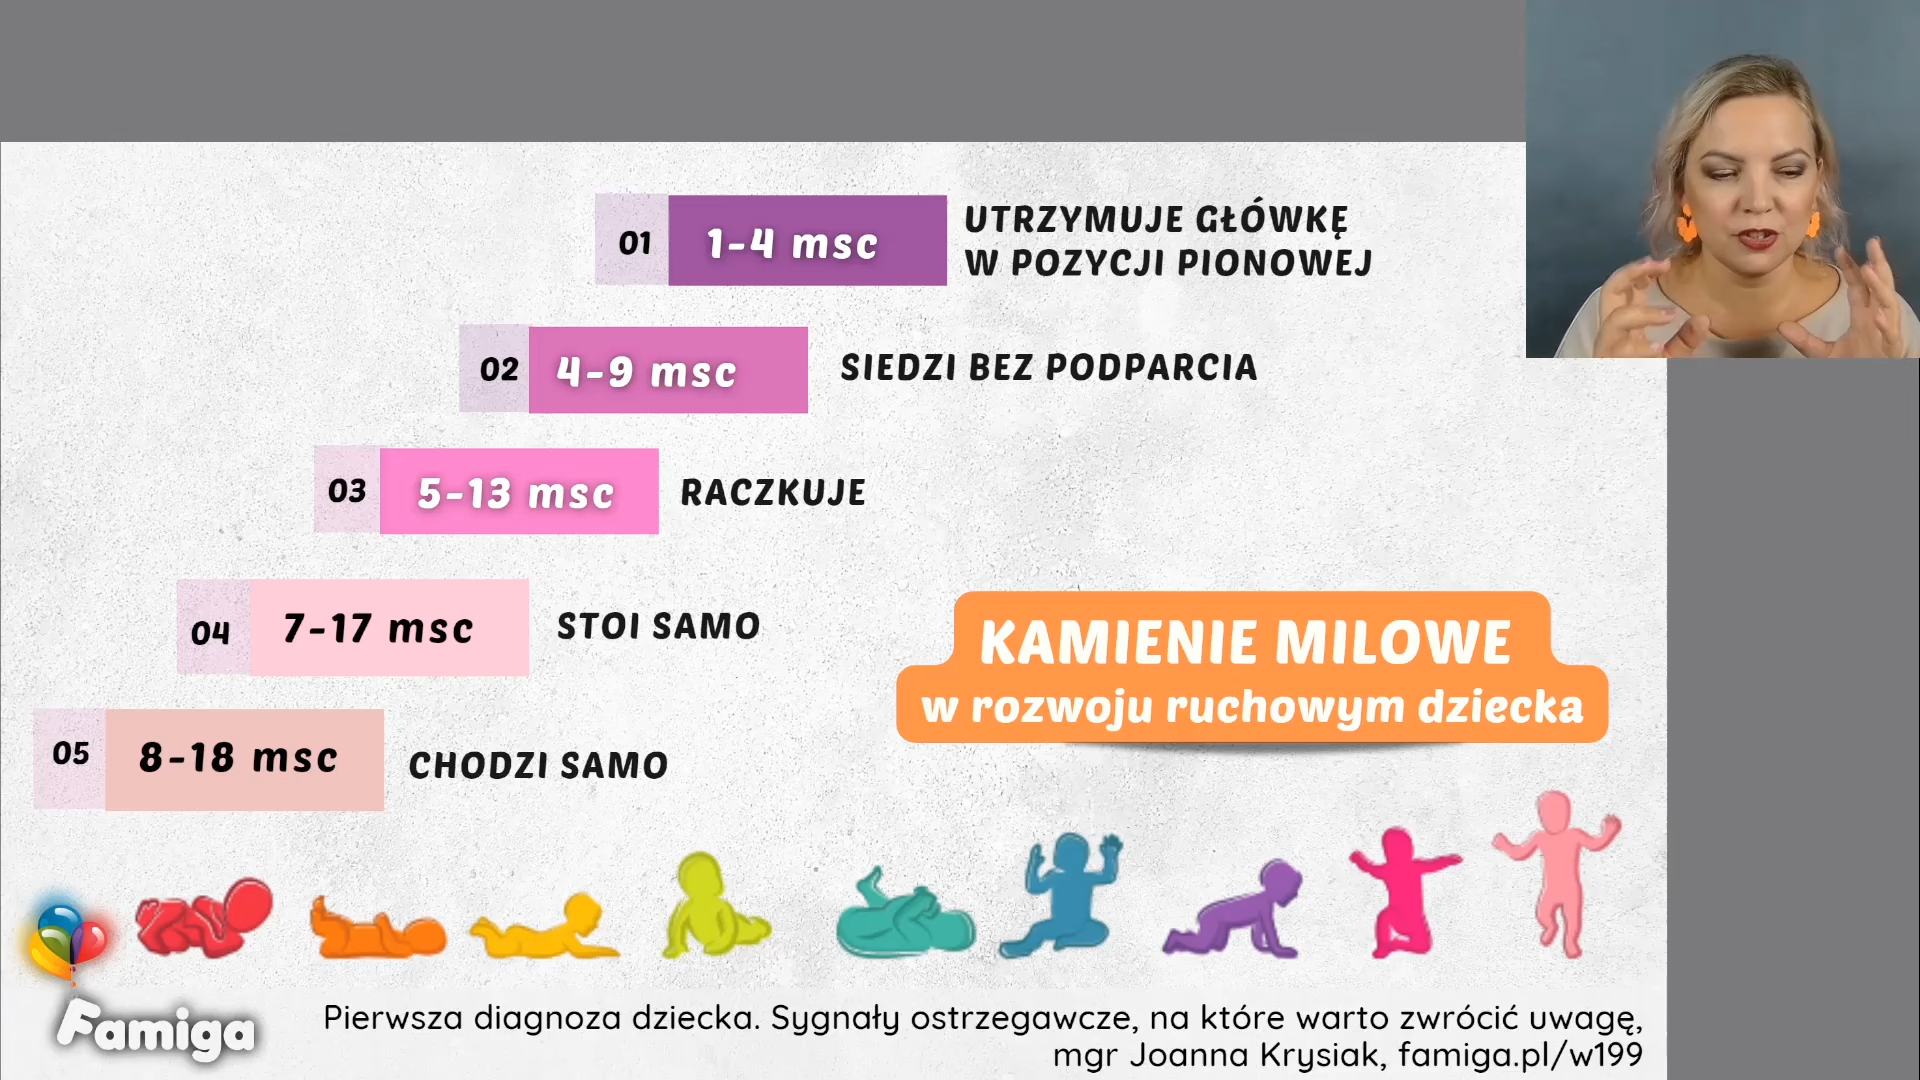 01
1-4 msc
UTRZYMUJE GŁÓWKĘ
W POZYCJI PIONOWEJ
02
4-9 msc
SIEDZI BEZ PODPARCIA
03
5-13 msc
RACZKUJE
04
7-17 msc
STOI SAMO
05
8-18 msc
CHODZI SAMO
KAMIENIE MILOWE
w rozwoju ruchowym dziecka
Famiga
Pierwsza diagnoza dziecka. Sygnały ostrzegawcze, na które warto zwrócić uwagę,
mgr Joanna Krysiak, famiga.pl/w199